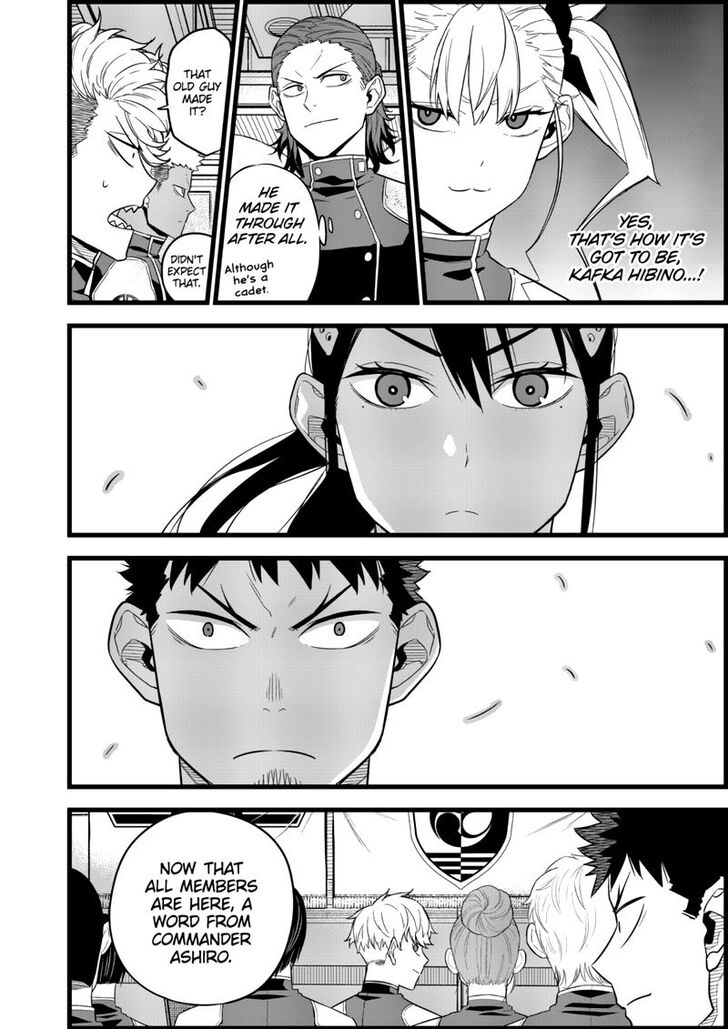 YES,
THAT'S HOW IT'S
GOT TO BE,
KAFKA HIBINO...!
HE
MADE IT
THROUGH
AFTER ALL.
Although
he's a
cadet.
THAT
OLD GUY
MADE
IT?
DIDN'T
EXPECT
THAT.
NOW THAT
ALL MEMBERS
ARE HERE, A
WORD FROM
COMMANDER
ASHIRO.